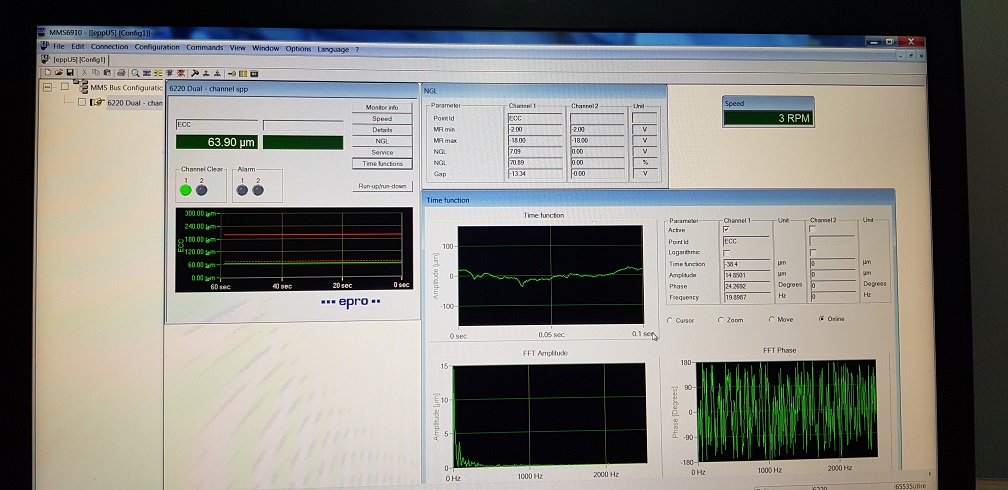 MMS6910 - [[eppU5] [Config1]]
File Edit Connection Configuration Commands View Window Options Language ?
[eppU5] [Config1]
MMS Bus Configuratic
6220 Dual - chan
6220 Dual - channel spp
Monitor info
Speed
ECC
Details
63.90 µm
NGL
Service
Time functions
Channel Clear
Alarm
1 2
1 2
Run-up/run-down
300.00 µm
240.00 µm
180.00 µm
120.00 µm
60.00 µm
0.00 µm
ECC
60 sec 40 sec 20 sec 0 sec
epro
NGL
Parameter Channel 1 Channel 2 Unit
Point Id ECC
MR min -2.00 -2.00 V
MR max -18.00 -18.00 V
NGL 7.09 0.00 V
NGL 70.89 0.00 %
Gap -13.34 -0.00 V
Speed
3 RPM
Time function
Time function
Amplitude [µm]
100
0
-100
0 sec 0.05 sec 0.1 sec
Parameter Channel 1 Unit Channel 2 Unit
Active
Point Id ECC
Logarithmic
Time function -38.4 µm 0 µm
Amplitude 14.8501 µm 0 µm
Phase 24.2692 Degrees 0 Degrees
Frequency 19.8987 Hz 0 Hz
Cursor Zoom Move Online
FFT Amplitude
Amplitude [µm]
15
10
5
0
0 Hz 1000 Hz 2000 Hz
FFT Phase
Phase [Degrees]
180
90
0
-90
-180
0 Hz 1000 Hz 2000 Hz
6220